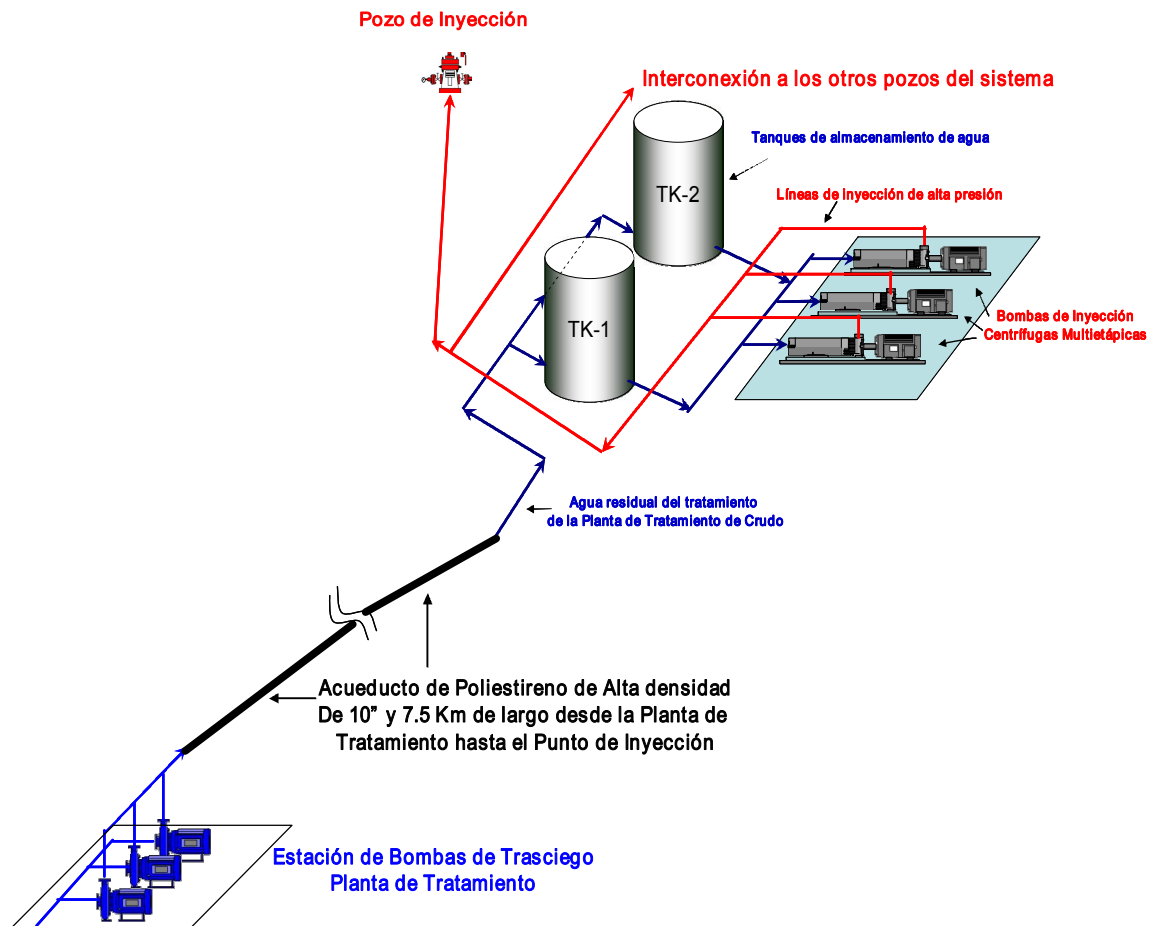 Pozo de Inyección
Interconexión a los otros pozos del sistema
Tanques de almacenamiento de agua
TK-2
Líneas de inyección de alta presión
TK-1
Bombas de Inyección
Centrífugas Multietápicas
Agua residual del tratamiento
de la Planta de Tratamiento de Crudo
Acueducto de Poliestireno de Alta densidad
De 10” y 7.5 Km de largo desde la Planta de
Tratamiento hasta el Punto de Inyección
Estación de Bombas de Trasciego
Planta de Tratamiento